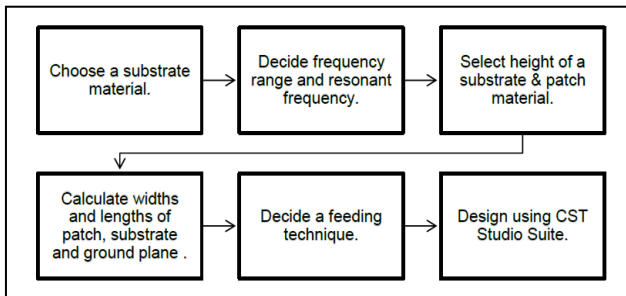 Choose a substrate
material.
Decide frequency
range and resonant
frequency.
Select height of a
substrate & patch
material.
Calculate widths
and lengths of
patch, substrate
and ground plane .
Decide a feeding
technique.
Design using CST
Studio Suite.